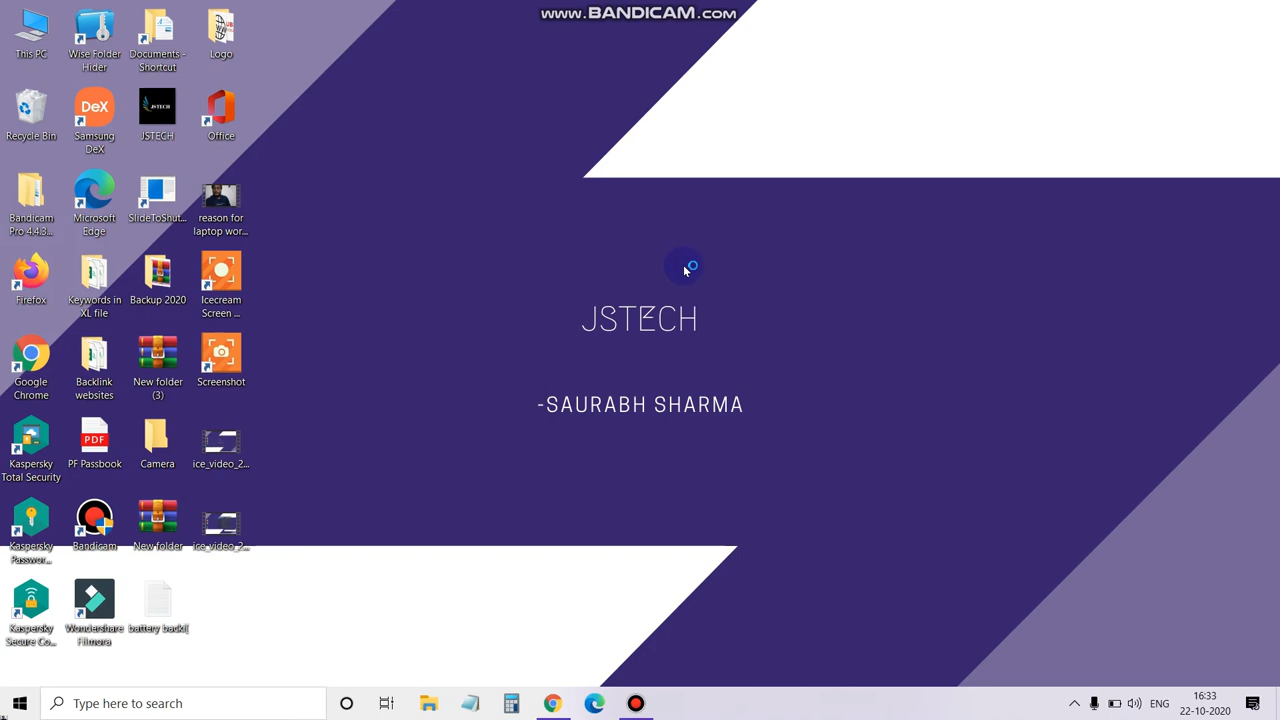 www.BANDICAM.com
This PC
Wise Folder
Hider
Documents -
Shortcut
Logo
Recycle Bin
DeX
Samsung
DeX
JSTECH
JSTECH
Office
Bandicam
Pro 4.4.3...
Microsoft
Edge
SlideToShut...
reason for
laptop wor...
Firefox
Keywords in
XL file
Backup 2020
Icecream
Screen ...
Google
Chrome
Backlink
websites
New folder
(3)
Screenshot
Kaspersky
Total Security
PDF
PF Passbook
Camera
ice_video_2...
Kaspersky
Passwor...
Bandicam
New folder
ice_video_2...
Kaspersky
Secure Co...
Wondershare
Filmora
JSTECH
-SAURABH SHARMA
Type here to search
ENG
16:33
22-10-2020